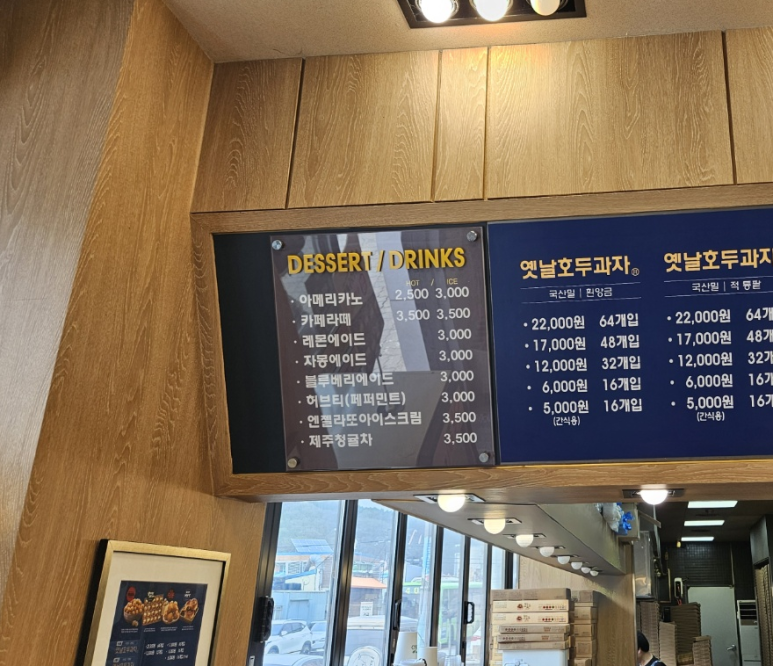 DESSERT / DRINKS
HOT / ICE
· 아메리카노 2,500 3,000
· 카페라떼 3,500 3,500
· 레몬에이드 3,000
· 자몽에이드 3,000
· 블루베리에이드 3,000
· 허브티(페퍼민트) 3,000
· 엔젤라또아이스크림 3,500
· 제주청귤차 3,500
옛날호두과자®
국산밀 | 흰앙금
· 22,000원 64개입
· 17,000원 48개입
· 12,000원 32개입
· 6,000원 16개입
· 5,000원 16개입
(간식용)
옛날호두과자
국산밀 | 적 통팥
· 22,000원 64개
· 17,000원 48개
· 12,000원 32개
· 6,000원 16개
· 5,000원 16개
(간식용)